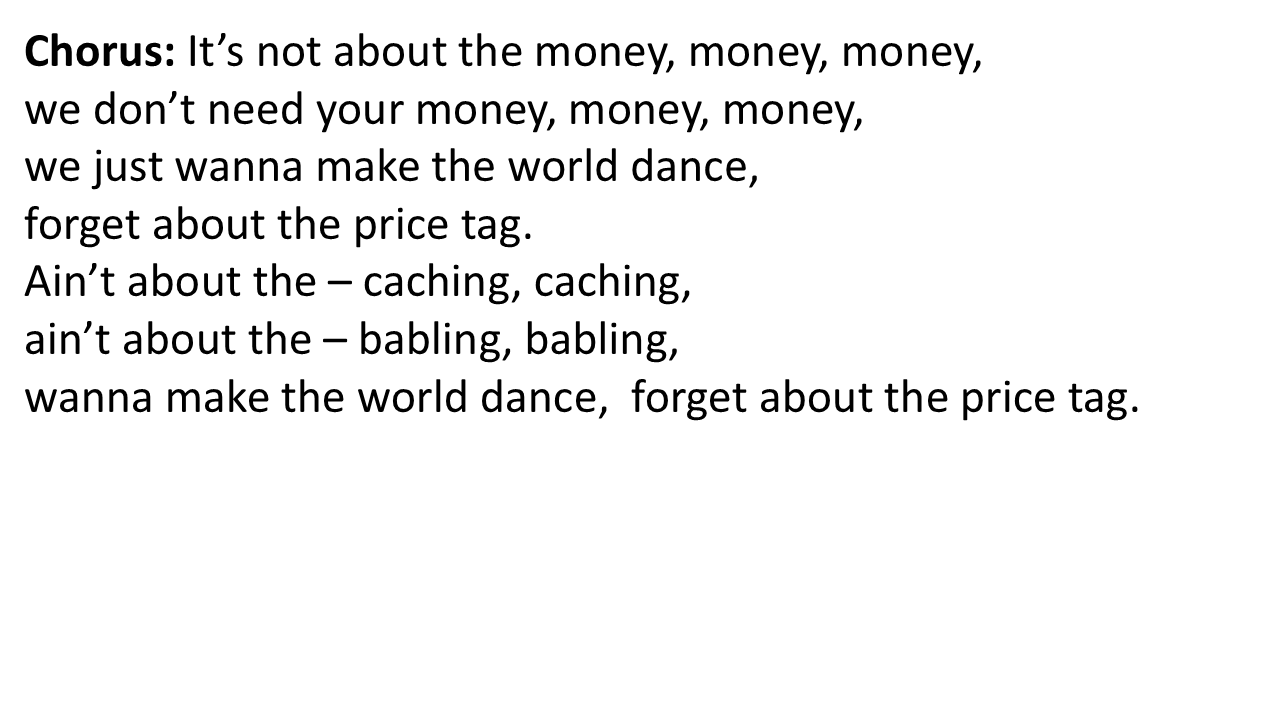 Chorus: It’s not about the money, money, money,
we don’t need your money, money, money,
we just wanna make the world dance,
forget about the price tag.
Ain’t about the – caching, caching,
ain’t about the – babling, babling,
wanna make the world dance,  forget about the price tag.